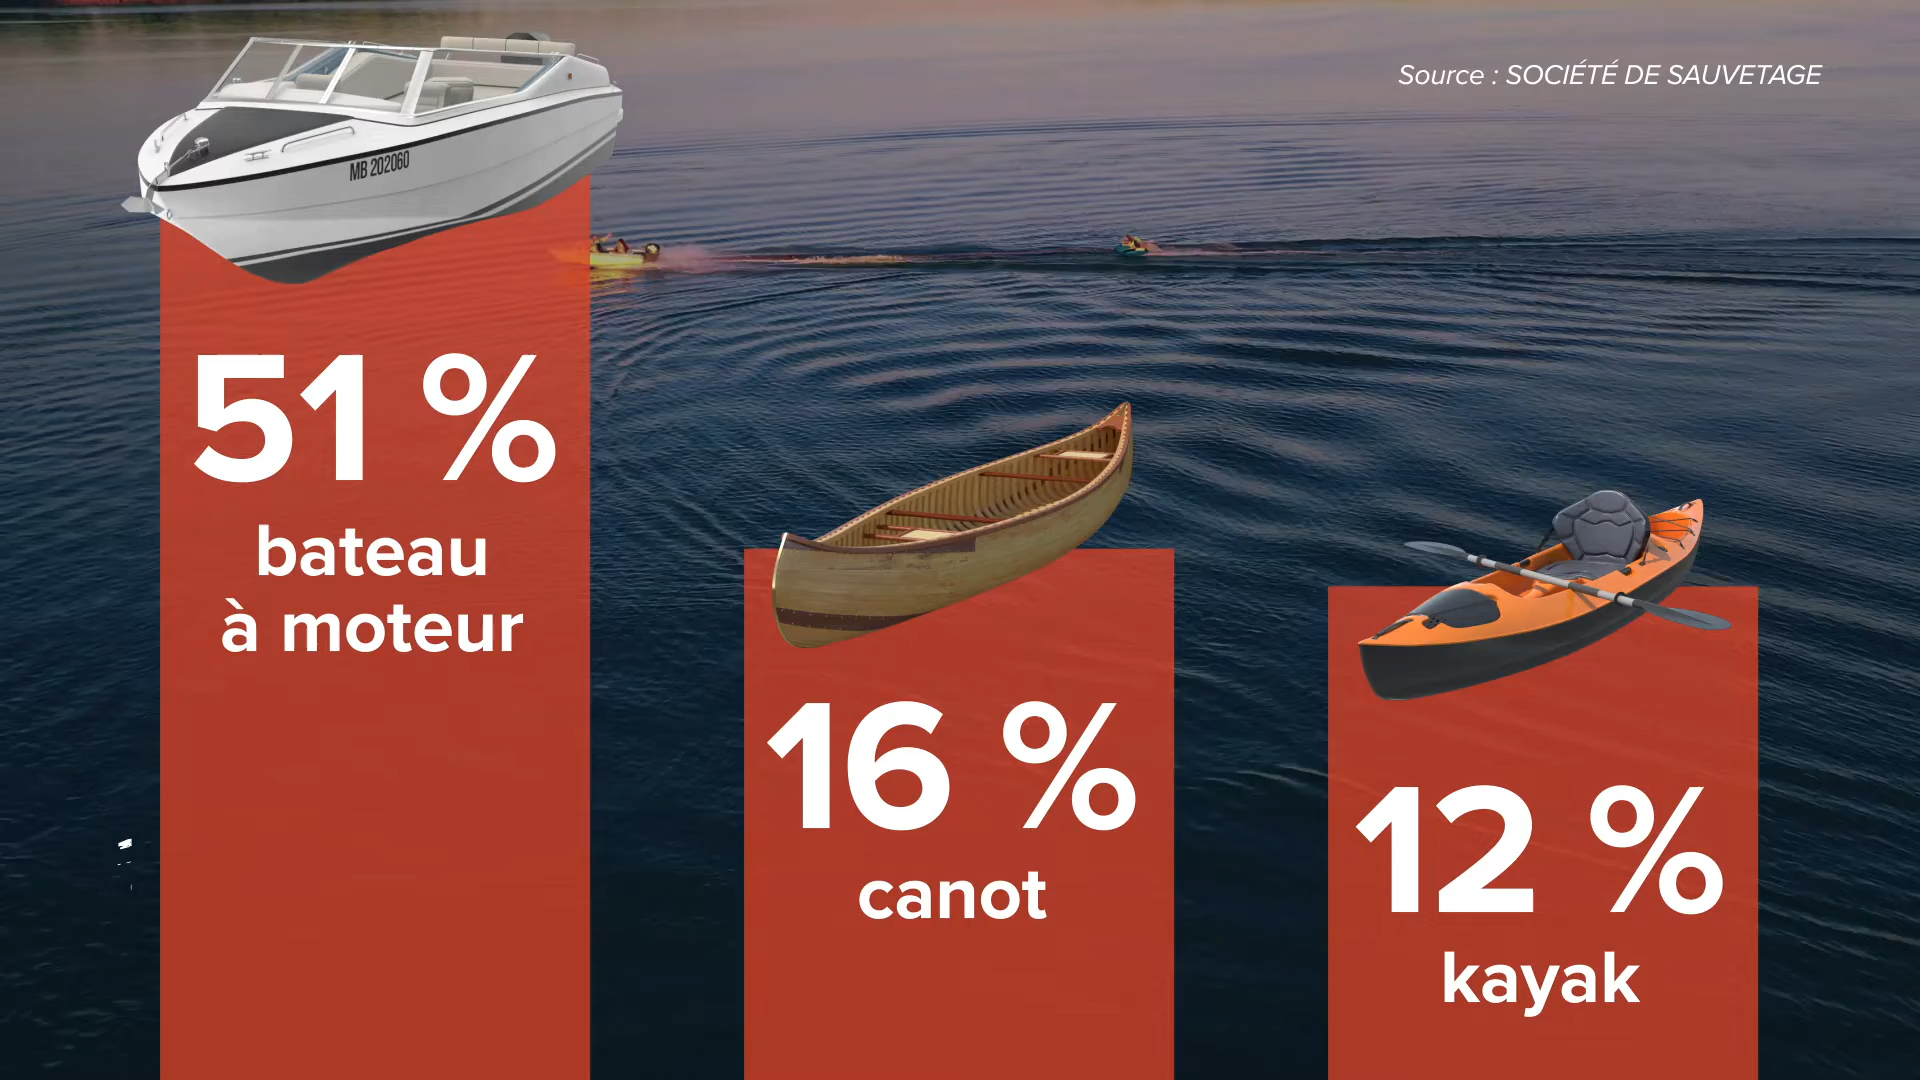 Source : SOCIÉTÉ DE SAUVETAGE
MB 202060
51 %
bateau
à moteur
16 %
canot
12 %
kayak